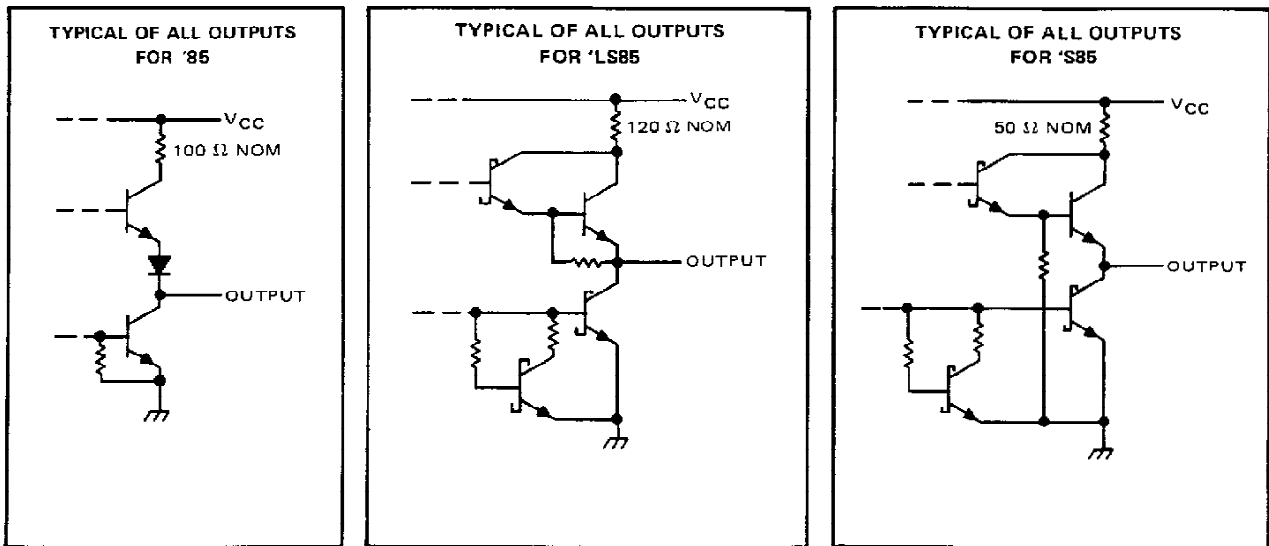 TYPICAL OF ALL OUTPUTS
FOR '85
VCC
100 Ω NOM
OUTPUT
TYPICAL OF ALL OUTPUTS
FOR 'LS85
VCC
120 Ω NOM
OUTPUT
TYPICAL OF ALL OUTPUTS
FOR 'S85
VCC
50 Ω NOM
OUTPUT